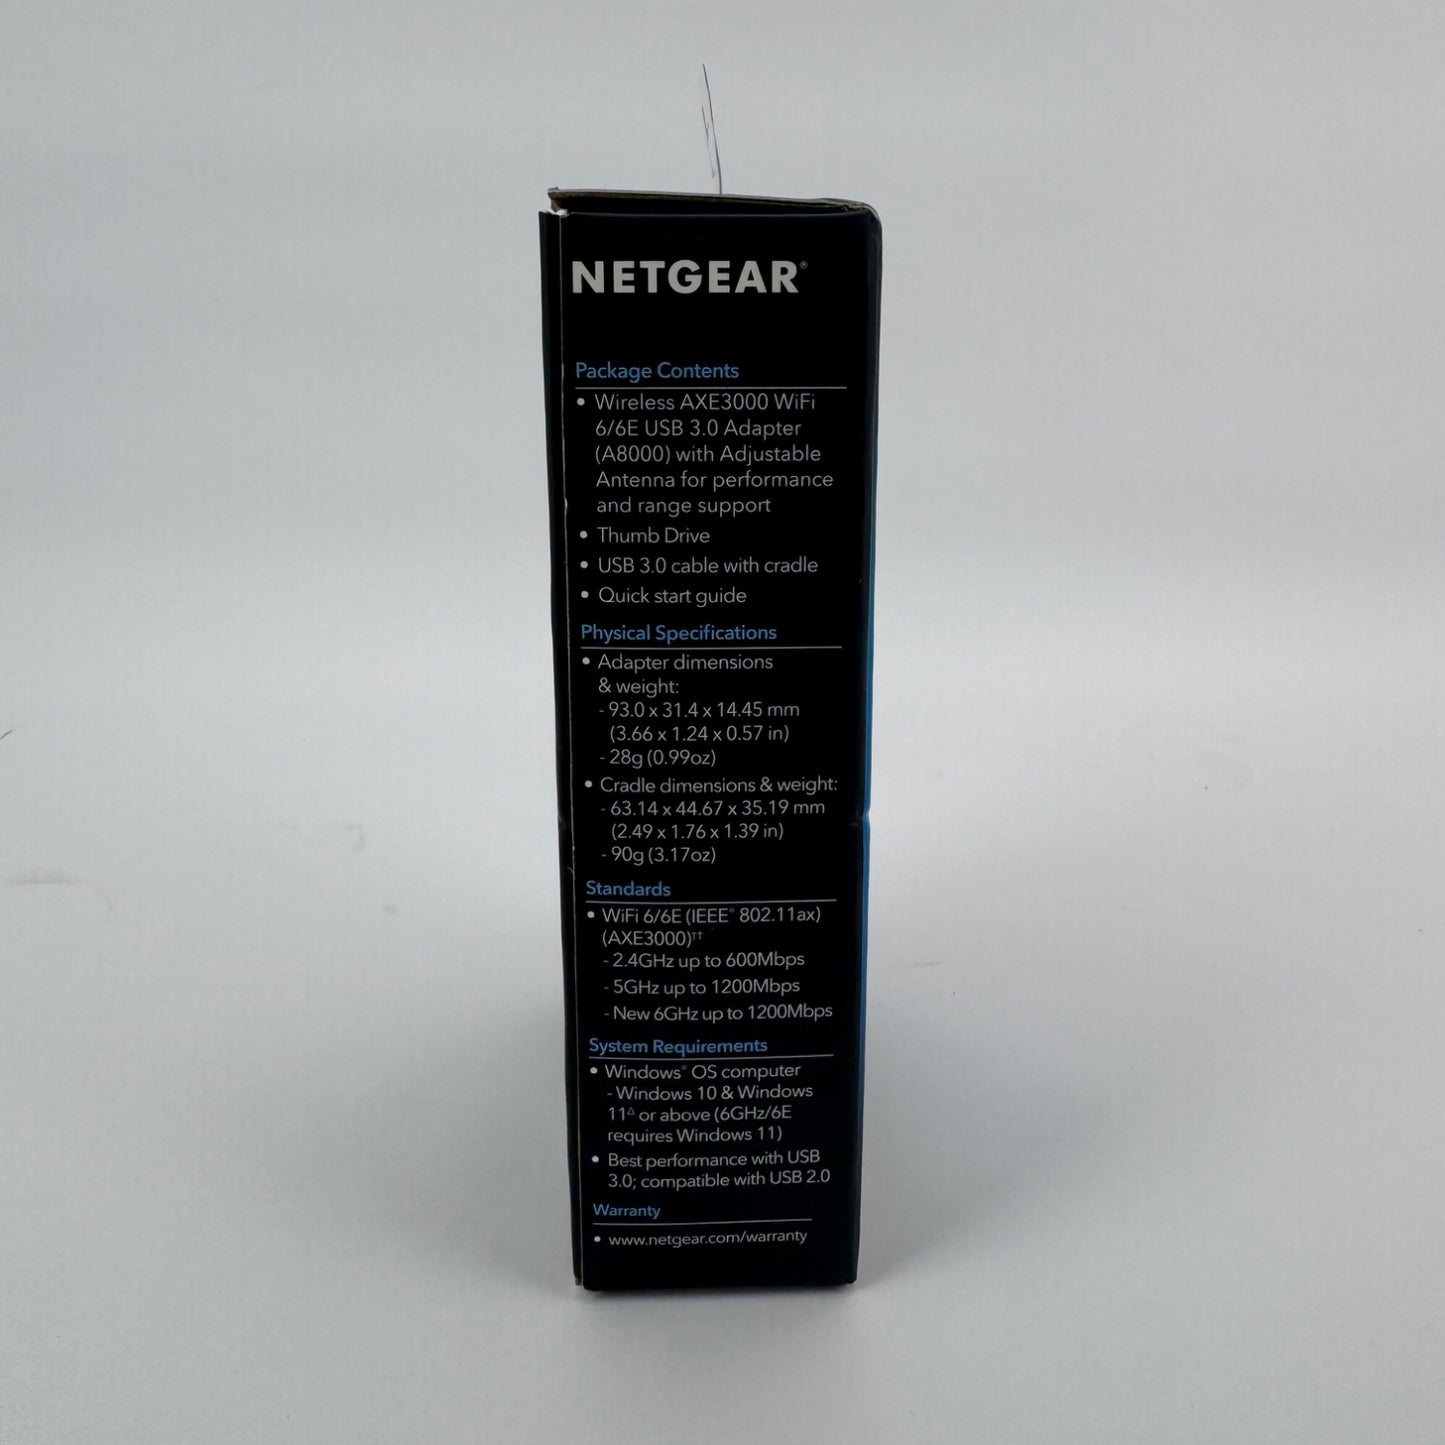 NETGEAR®
Package Contents
• Wireless AXE3000 WiFi
6/6E USB 3.0 Adapter
(A8000) with Adjustable
Antenna for performance
and range support
• Thumb Drive
• USB 3.0 cable with cradle
• Quick start guide
Physical Specifications
• Adapter dimensions
& weight:
- 93.0 x 31.4 x 14.45 mm
(3.66 x 1.24 x 0.57 in)
- 28g (0.99oz)
• Cradle dimensions & weight:
- 63.14 x 44.67 x 35.19 mm
(2.49 x 1.76 x 1.39 in)
- 90g (3.17oz)
Standards
• WiFi 6/6E (IEEE® 802.11ax)
(AXE3000)††
- 2.4GHz up to 600Mbps
- 5GHz up to 1200Mbps
- New 6GHz up to 1200Mbps
System Requirements
• Windows® OS computer
- Windows 10 & Windows
11∆ or above (6GHz/6E
requires Windows 11)
• Best performance with USB
3.0; compatible with USB 2.0
Warranty
• www.netgear.com/warranty